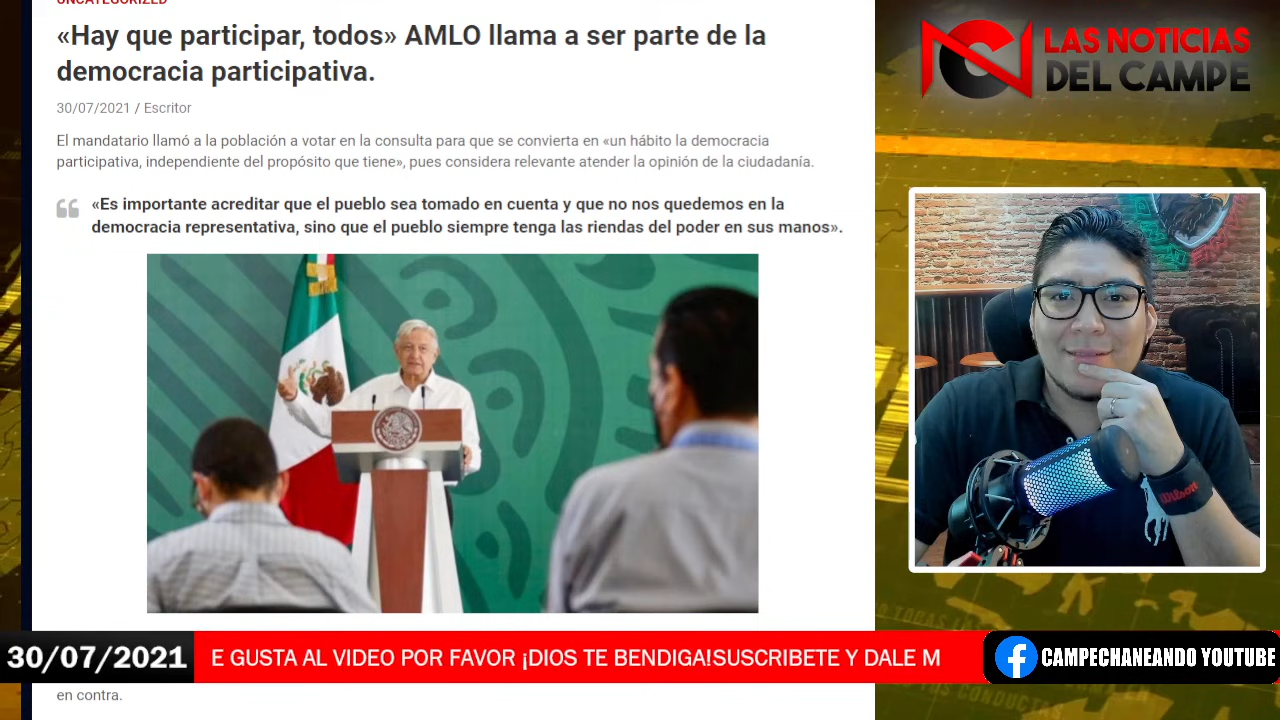 UNCATEGORIZED
«Hay que participar, todos» AMLO llama a ser parte de la
democracia participativa.
30/07/2021 / Escritor
El mandatario llamó a la población a votar en la consulta para que se convierta en «un hábito la democracia
participativa, independiente del propósito que tiene», pues considera relevante atender la opinión de la ciudadanía.
«Es importante acreditar que el pueblo sea tomado en cuenta y que no nos quedemos en la
democracia representativa, sino que el pueblo siempre tenga las riendas del poder en sus manos».
en contra.
LAS NOTICIAS
DEL CAMPE
Wilson
30/07/2021
E GUSTA AL VIDEO POR FAVOR ¡DIOS TE BENDIGA!SUSCRIBETE Y DALE M
CAMPECHANEANDO YOUTUBE